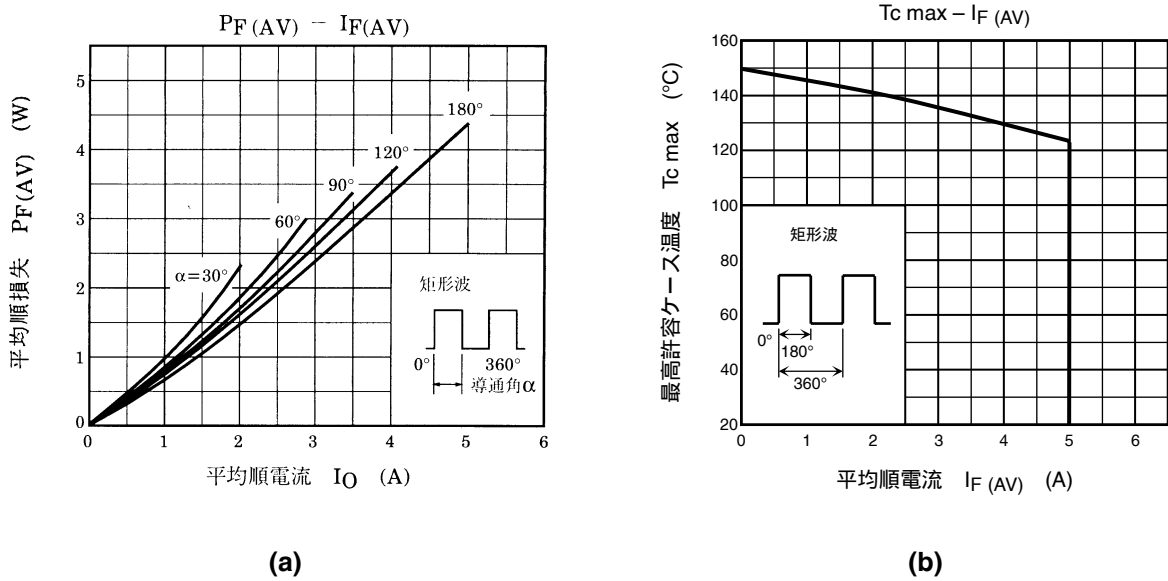 PF(AV) – IF(AV)
平均順損失 PF(AV) (W)
5
4
3
2
1
0
0 1 2 3 4 5 6
180°
120°
90°
60°
α=30°
矩形波
0° 360°
導通角α
平均順電流 IO (A)
(a)
Tc max – IF (AV)
最高許容ケース温度 Tc max (°C)
160
140
120
100
80
60
40
20
0 1 2 3 4 5 6
矩形波
0°
180°
360°
平均順電流 IF (AV) (A)
(b)